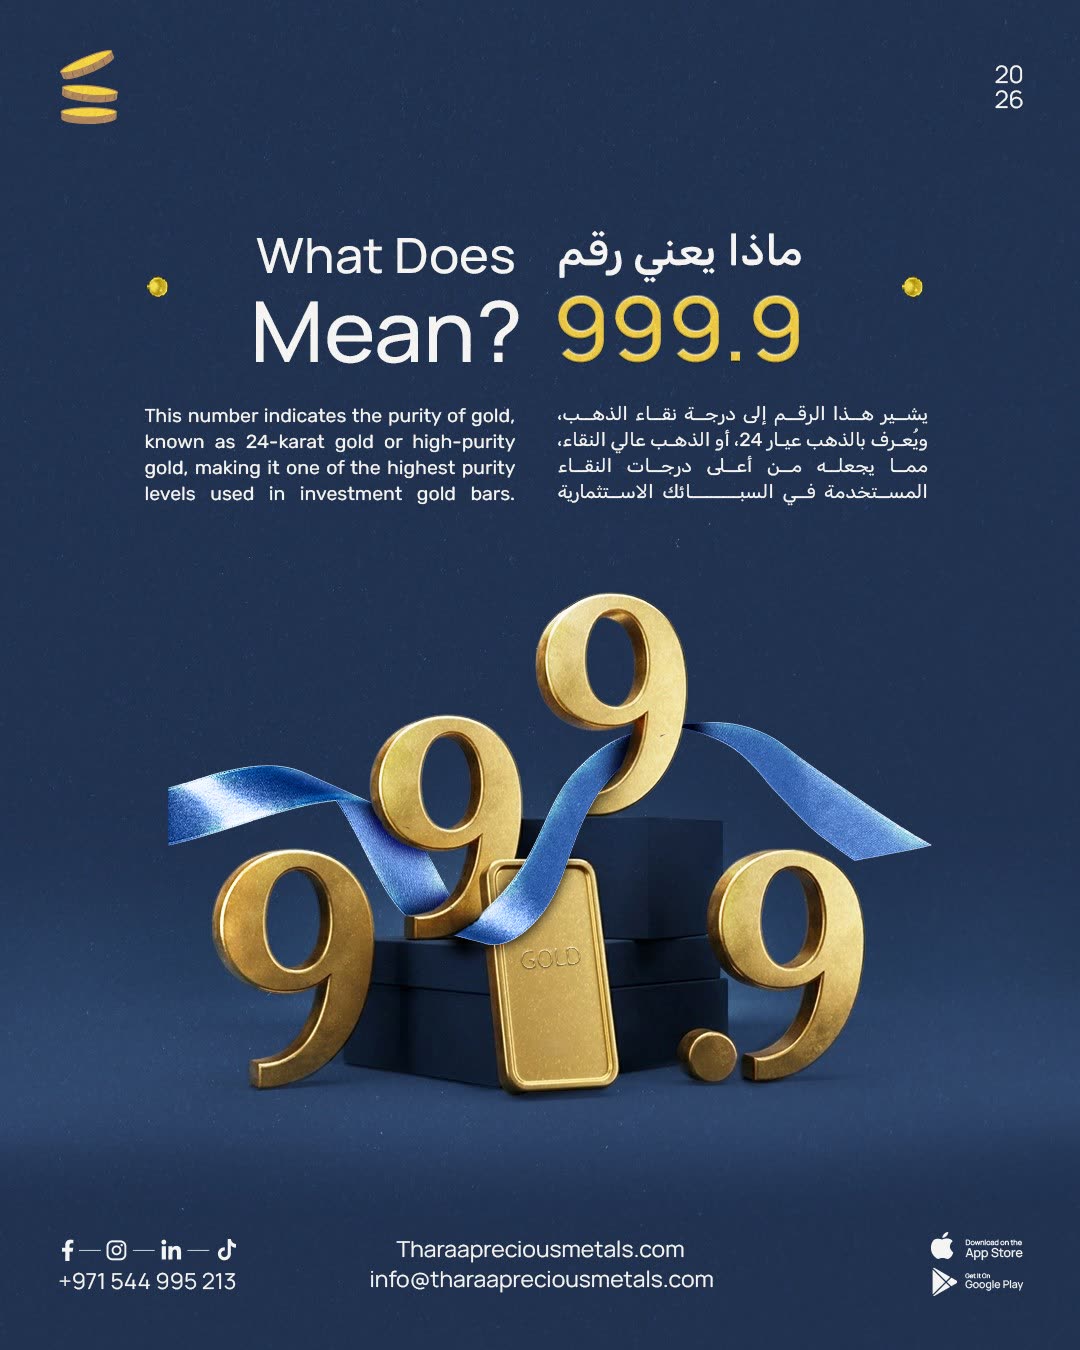 20
26
What Does
Mean?
ماذا يعني رقم
999.9
This number indicates the purity of gold,
known as 24-karat gold or high-purity
gold, making it one of the highest purity
levels used in investment gold bars.
يشير هذا الرقم إلى درجة نقاء الذهب،
ويُعرف بالذهب عيار 24، أو الذهب عالي النقاء،
مما يجعله من أعلى درجات النقاء
المستخدمة في السبائك الاستثمارية
9
9
9
.9
GOLD
+971 544 995 213
Tharaapreciousmetals.com
info@tharaapreciousmetals.com
Download on the
App Store
Get It On
Google Play